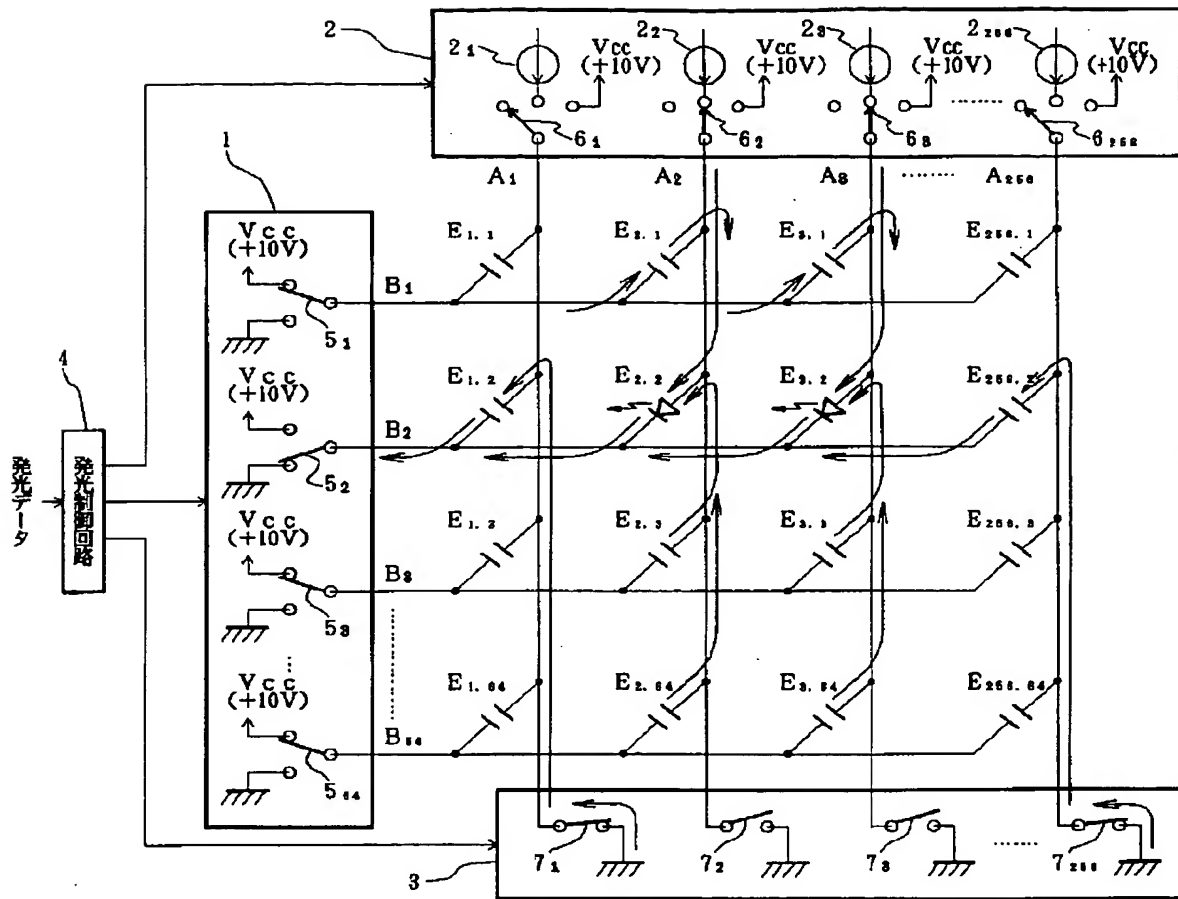 2
2₁
2₂
2₃
2₂₅₆
Vcc
(+10V)
Vcc
(+10V)
Vcc
(+10V)
Vcc
(+10V)
6₁
6₂
6₃
6₂₅₆
1
A₁
A₂
A₃
A₂₅₆
Vcc
(+10V)
5₁
B₁
E₁.₁
E₂.₁
E₃.₁
E₂₅₆.₁
4
発光データ
発光制御回路
Vcc
(+10V)
5₂
B₂
E₁.₂
E₂.₂
E₃.₂
E₂₅₆.₂
Vcc
(+10V)
5₃
B₃
E₁.₃
E₂.₃
E₃.₃
E₂₅₆.₃
Vcc
(+10V)
5₆₄
B₆₄
E₁.₆₄
E₂.₆₄
E₃.₆₄
E₂₅₆.₆₄
3
7₁
7₂
7₃
7₂₅₆